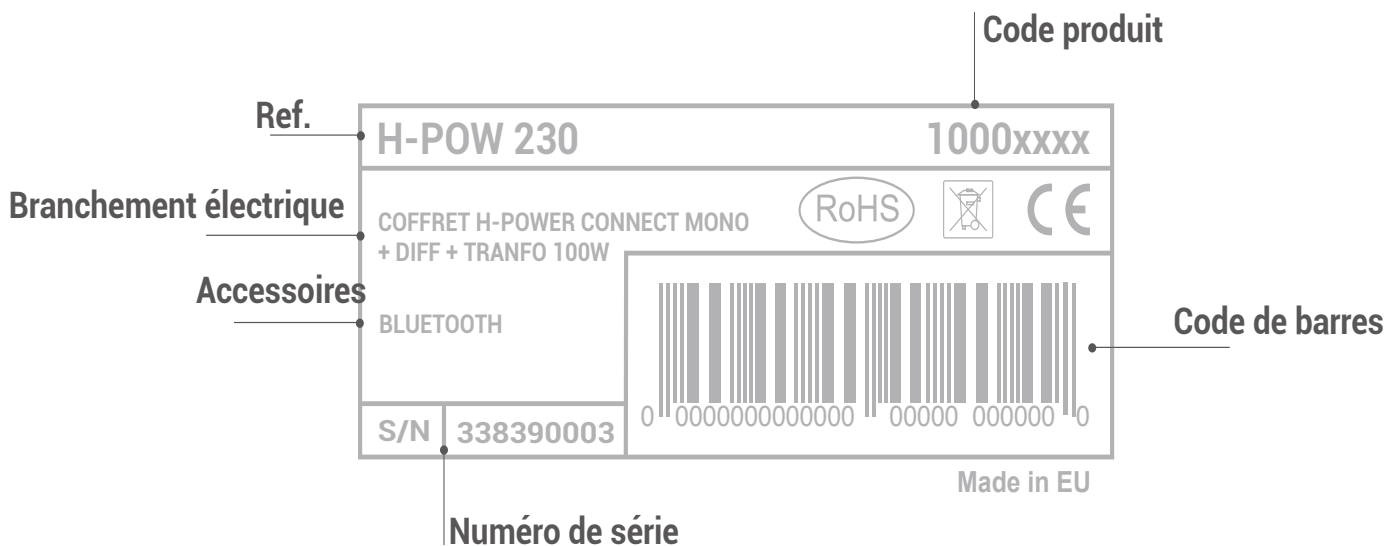 Code produit
Ref.
H-POW 230 1000xxxx
Branchement électrique
COFFRET H-POWER CONNECT MONO
+ DIFF + TRANFO 100W
RoHS CE
Accessoires
BLUETOOTH
Code de barres
0 0000000000000 00000 000000 0
S/N 338390003
Made in EU
Numéro de série